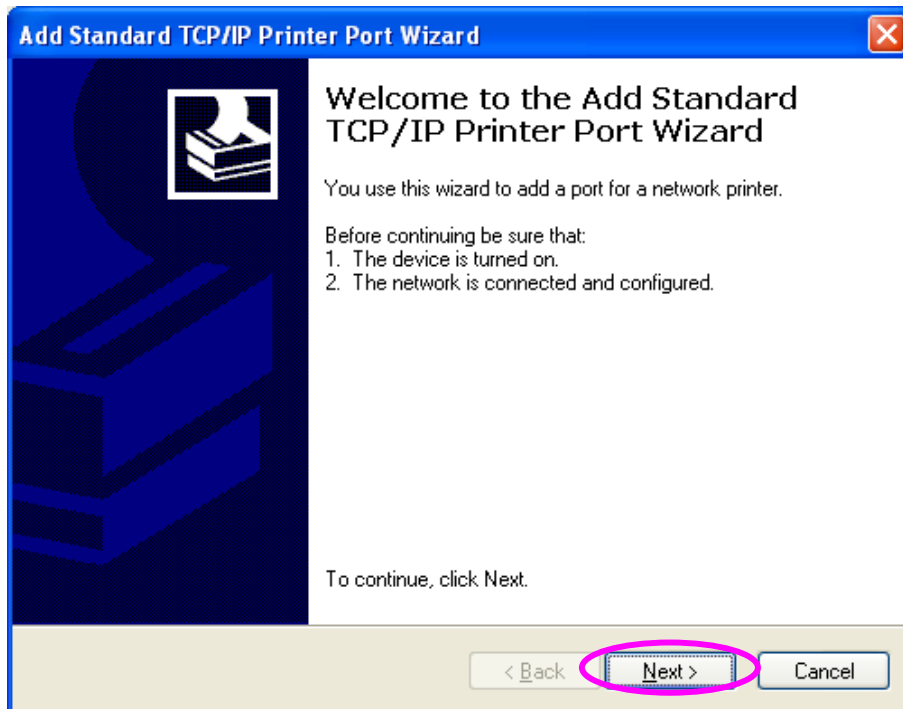 Add Standard TCP/IP Printer Port Wizard
Welcome to the Add Standard
TCP/IP Printer Port Wizard
You use this wizard to add a port for a network printer.
Before continuing be sure that:
1. The device is turned on.
2. The network is connected and configured.
To continue, click Next.
< Back Next > Cancel